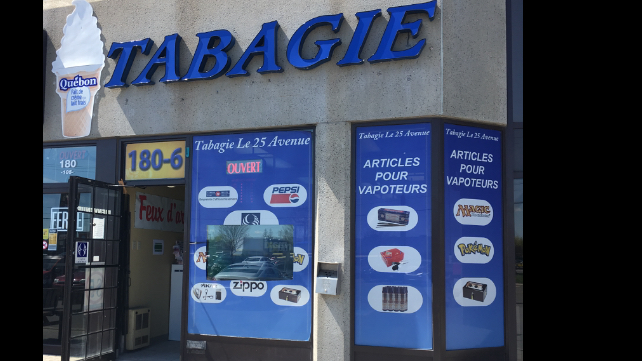 TABAGIE
Québon
180
180-6
Feux d'
Tabagie Le 25 Avenue
OUVERT
PEPSI
zippo
Tabagie Le 25 Avenue
ARTICLES
POUR
VAPOTEURS
Tabagie Le 25 Avenue
ARTICLES
POUR
VAPOTEURS
MAGIC
POKÉMON